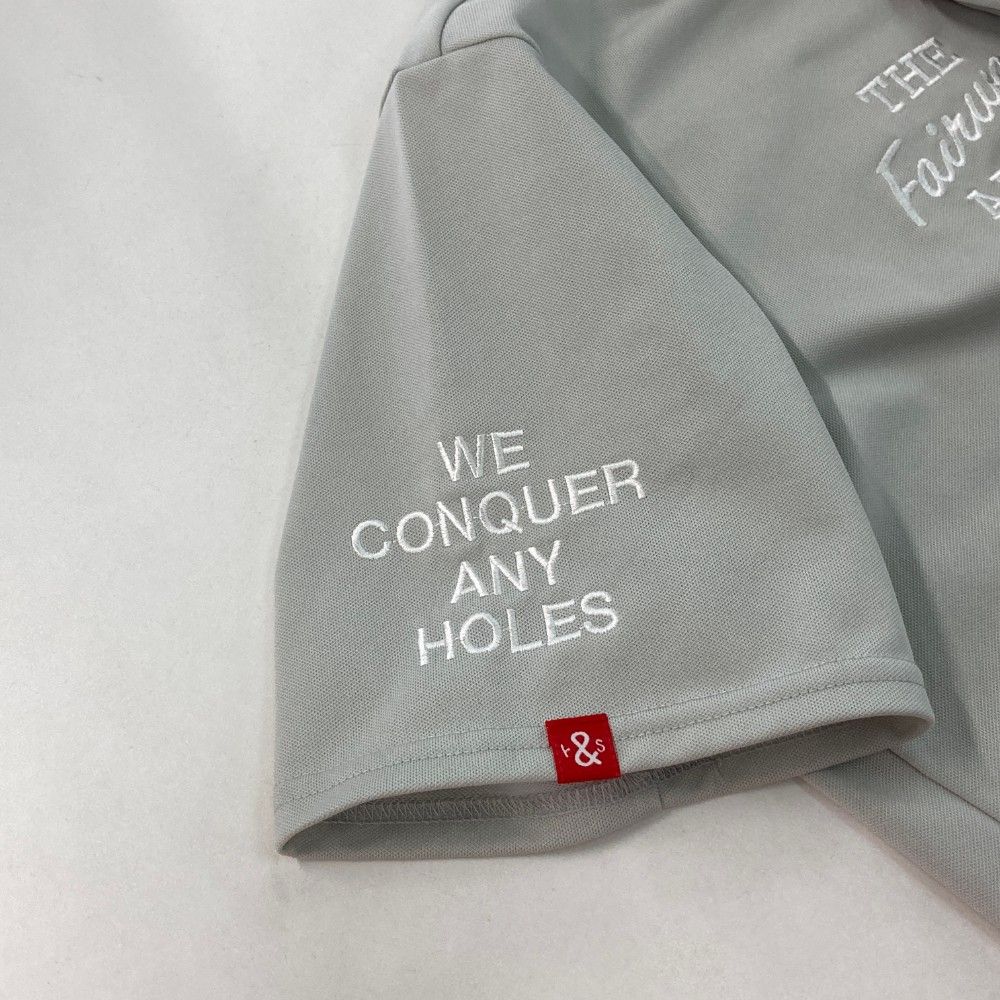 THE
WE
CONQUER
ANY
HOLES
&